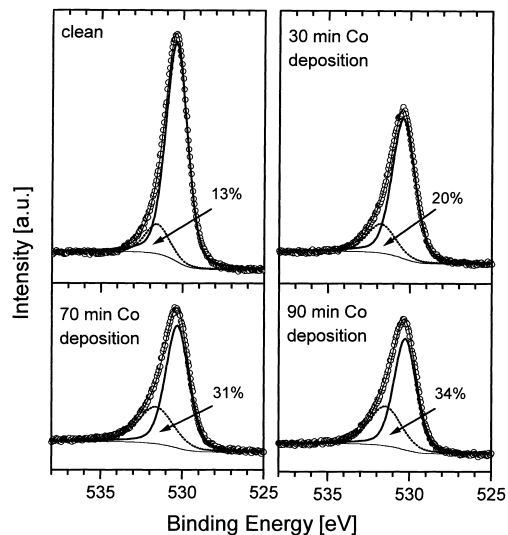 clean
13%
30 min Co
deposition
20%
Intensity [a.u.]
70 min Co
deposition
31%
90 min Co
deposition
34%
535 530 525
535 530 525
Binding Energy [eV]